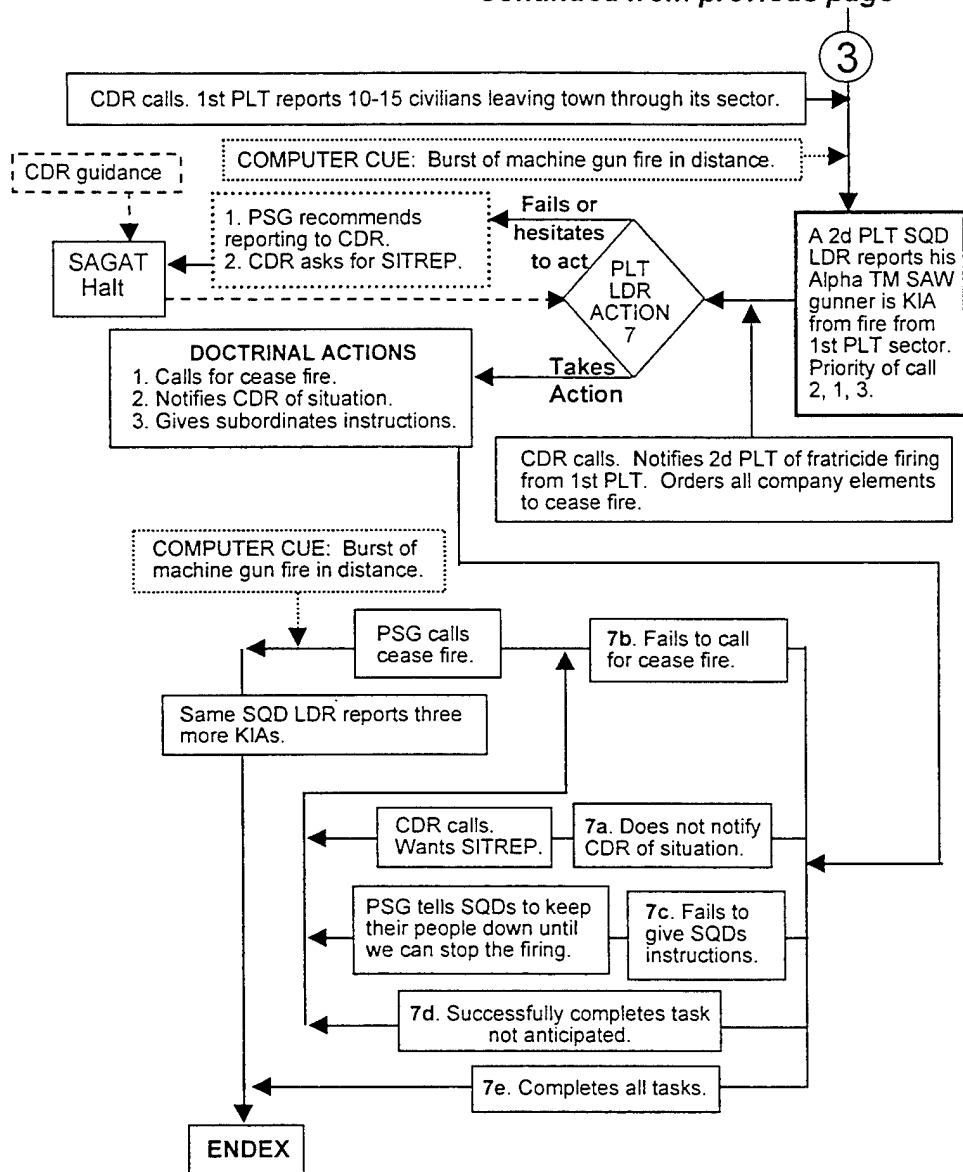 Continued from previous page
3
CDR calls. 1st PLT reports 10-15 civilians leaving town through its sector.
COMPUTER CUE: Burst of machine gun fire in distance.
CDR guidance
Fails or
hesitates
to act
1. PSG recommends
reporting to CDR.
2. CDR asks for SITREP.
SAGAT
Halt
PLT
LDR
ACTION
7
A 2d PLT SQD
LDR reports his
Alpha TM SAW
gunner is KIA
from fire from
1st PLT sector.
Priority of call
2, 1, 3.
DOCTRINAL ACTIONS
1. Calls for cease fire.
2. Notifies CDR of situation.
3. Gives subordinates instructions.
Takes
Action
CDR calls. Notifies 2d PLT of fratricide firing
from 1st PLT. Orders all company elements
to cease fire.
COMPUTER CUE: Burst of
machine gun fire in distance.
PSG calls
cease fire.
7b. Fails to call
for cease fire.
Same SQD LDR reports three
more KIAs.
CDR calls.
Wants SITREP.
7a. Does not notify
CDR of situation.
PSG tells SQDs to keep
their people down until
we can stop the firing.
7c. Fails to
give SQDs
instructions.
7d. Successfully completes task
not anticipated.
7e. Completes all tasks.
ENDEX